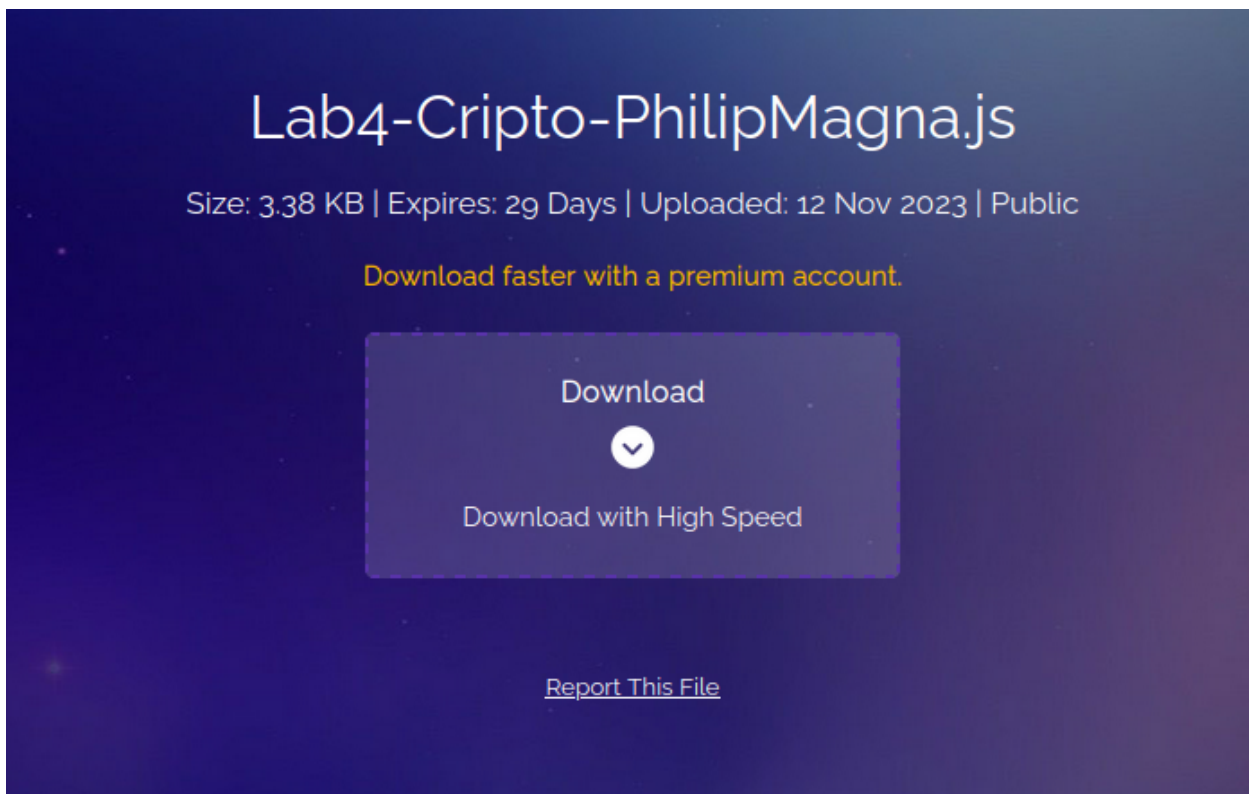 Lab4-Cripto-PhilipMagna.js
Size: 3.38 KB | Expires: 29 Days | Uploaded: 12 Nov 2023 | Public
Download faster with a premium account.
Download
Download with High Speed
Report This File